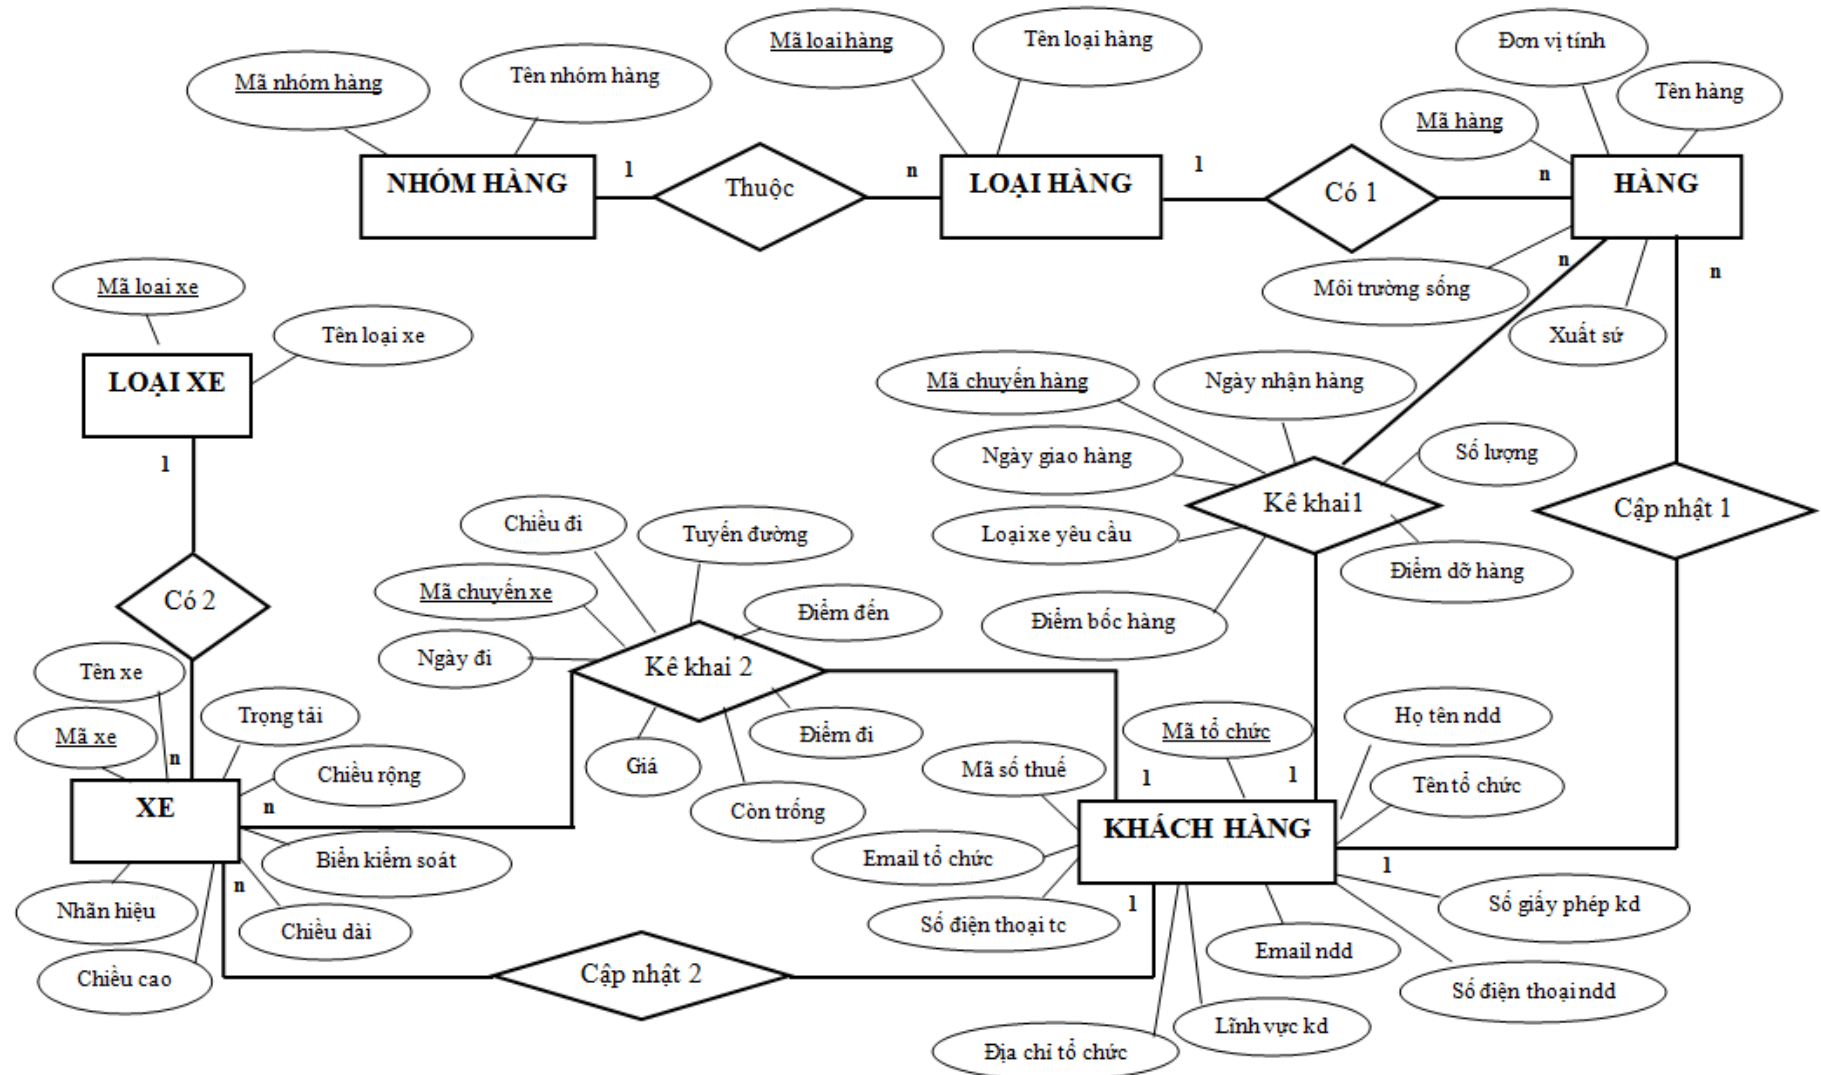 Mã nhóm hàng
Tên nhóm hàng
Mã loai hàng
Tên loại hàng
Đơn vị tính
Tên hàng
Mã hàng
NHÓM HÀNG
1
Thuộc
n
LOẠI HÀNG
1
Có 1
n
HÀNG
Môi trường sống
n
n
Xuất sứ
Mã loai xe
Tên loại xe
LOẠI XE
1
Có 2
n
Mã chuyến hàng
Ngày nhận hàng
Ngày giao hàng
Số lượng
Kê khai1
Loại xe yêu cầu
Điểm dỡ hàng
Điểm bốc hàng
Cập nhật 1
Chiều đi
Tuyến đường
Mã chuyến xe
Điểm đến
Ngày đi
Kê khai 2
Điểm đi
Giá
Còn trống
Tên xe
Mã xe
Trọng tải
Chiều rộng
XE
n
Biển kiểm soát
n
Nhãn hiệu
Chiều dài
Chiều cao
Cập nhật 2
Mã tổ chức
Họ tên ndd
Mã số thuế
1
1
Tên tổ chức
KHÁCH HÀNG
Email tổ chức
1
1
Số điện thoại tc
Số giấy phép kd
Email ndd
Số điện thoại ndd
Lĩnh vực kd
Địa chỉ tổ chức